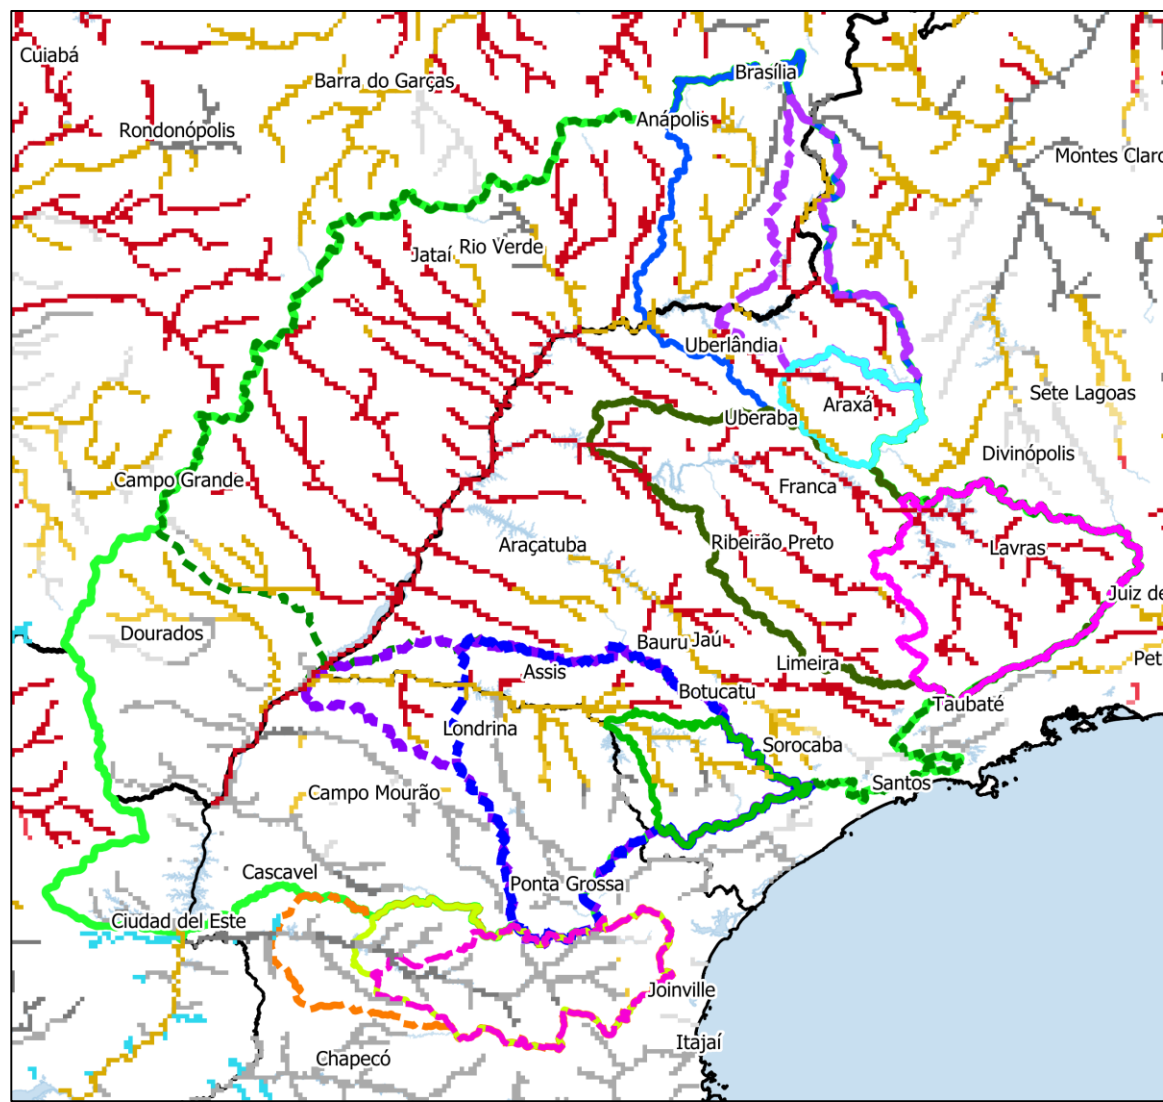 Cuiabá
Brasília
Barra do Garças
Rondonópolis
Anápolis
Montes Claro
Jataí
Rio Verde
Uberlândia
Sete Lagoas
Araxá
Uberaba
Divinópolis
Campo Grande
Franca
Araçatuba
Ribeirão Preto
Lavras
Juiz de
Dourados
Bauru
Jaú
Limeira
Pet
Assis
Botucatu
Taubaté
Londrina
Sorocaba
Santos
Campo Mourão
Cascavel
Ponta Grossa
Ciudad del Este
Joinville
Itajaí
Chapecó